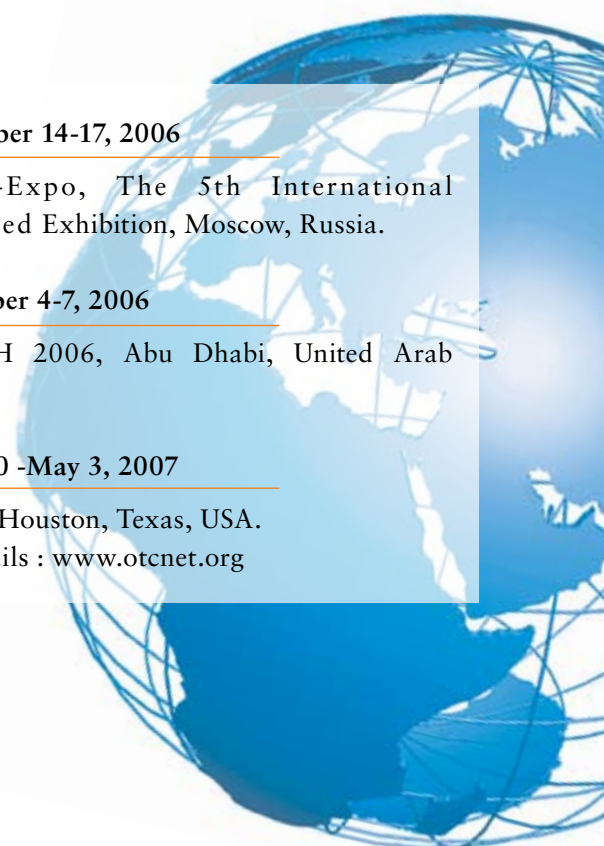 ber 14-17, 2006
-Expo, The 5th International
ed Exhibition, Moscow, Russia.
ber 4-7, 2006
H 2006, Abu Dhabi, United Arab
0 -May 3, 2007
Houston, Texas, USA.
ils : www.otcnet.org